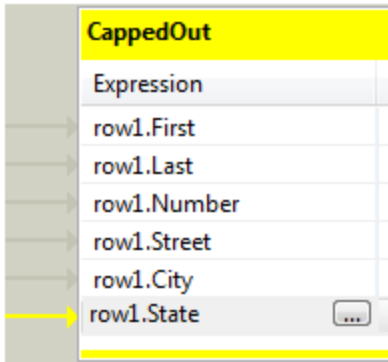 CappedOut
Expression
row1.First
row1.Last
row1.Number
row1.Street
row1.City
row1.State ...